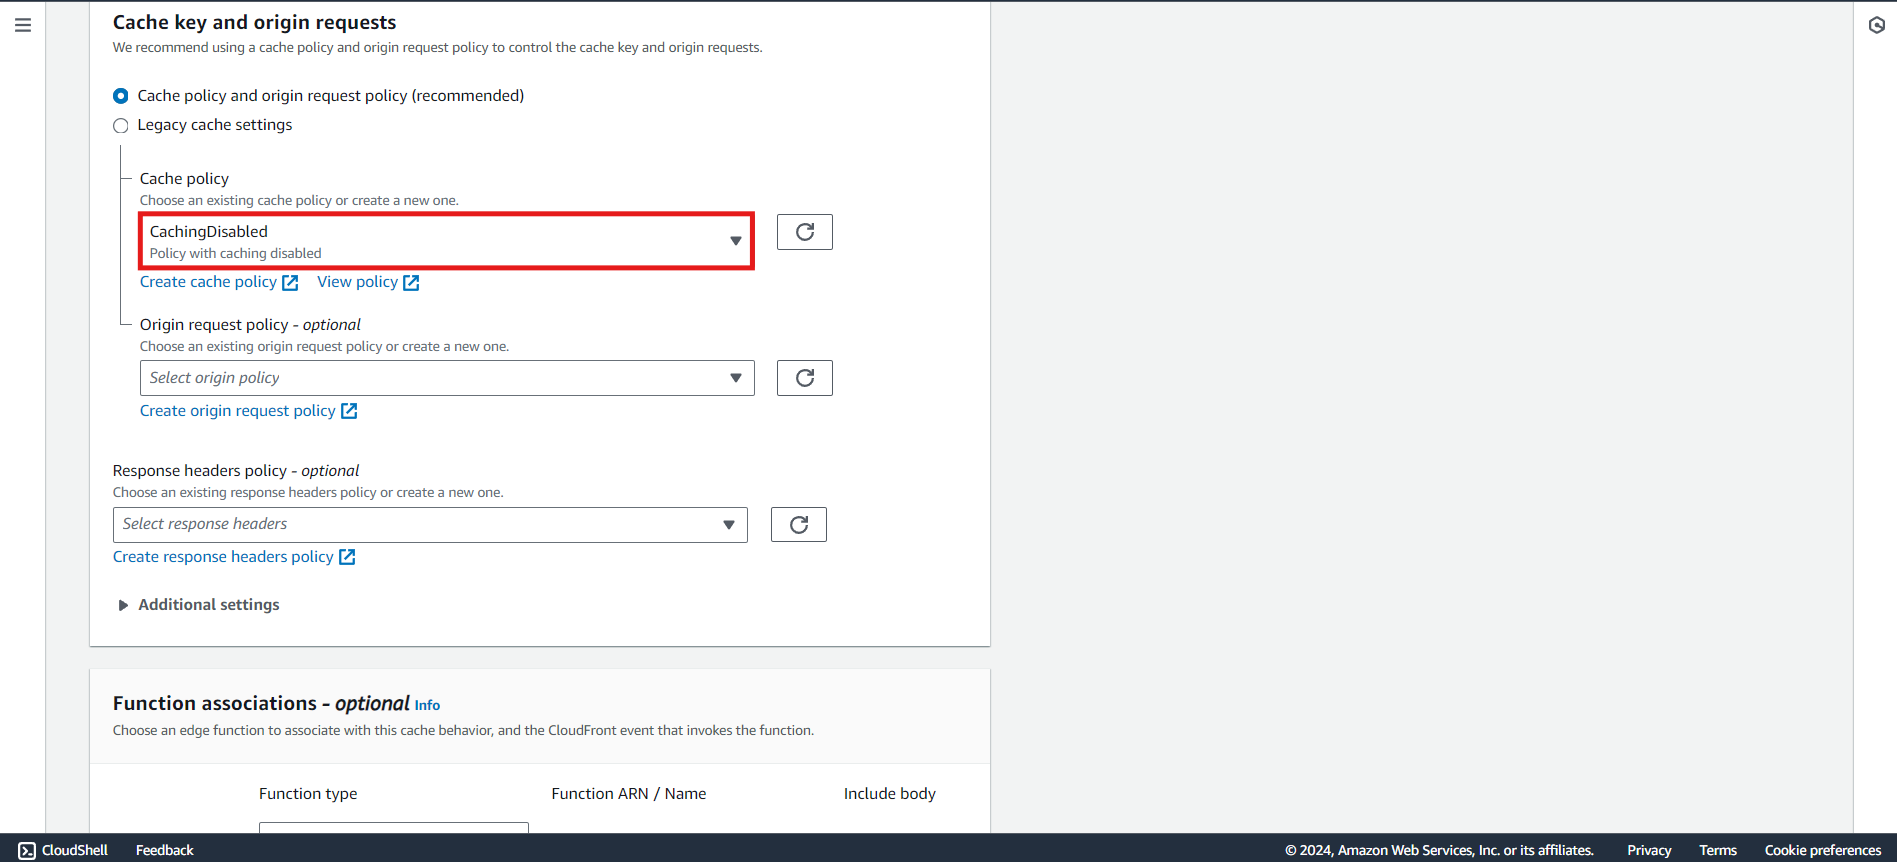 Cache key and origin requests
We recommend using a cache policy and origin request policy to control the cache key and origin requests.
Cache policy and origin request policy (recommended)
Legacy cache settings
Cache policy
Choose an existing cache policy or create a new one.
CachingDisabled
Policy with caching disabled
Create cache policy View policy
Origin request policy - optional
Choose an existing origin request policy or create a new one.
Select origin policy
Create origin request policy
Response headers policy - optional
Choose an existing response headers policy or create a new one.
Select response headers
Create response headers policy
Additional settings
Function associations - optional Info
Choose an edge function to associate with this cache behavior, and the CloudFront event that invokes the function.
Function type Function ARN / Name Include body
CloudShell Feedback © 2024, Amazon Web Services, Inc. or its affiliates. Privacy Terms Cookie preferences